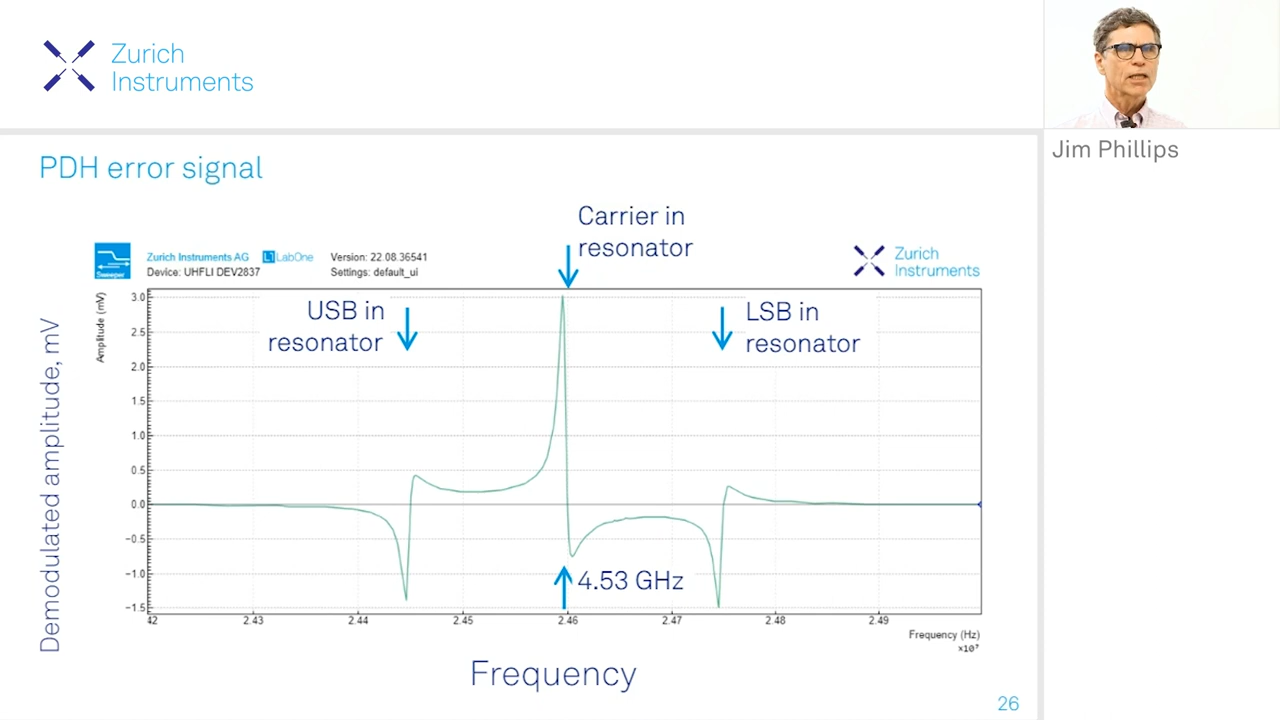 Zurich
Instruments
Jim Phillips
PDH error signal
Carrier in
resonator
Sweeper
Zurich Instruments AG L1 LabOne Version: 22.08.36541
Device: UHFLI DEV2837 Settings: default_ui
Zurich
Instruments
Demodulated amplitude, mV
Amplitude (mV)
USB in
resonator
LSB in
resonator
3.0
2.5
2.0
1.5
1.0
0.5
0.0
−0.5
−1.0
−1.5
4.53 GHz
42 2.43 2.44 2.45 2.46 2.47 2.48 2.49
Frequency (Hz)
×10⁷
Frequency
26